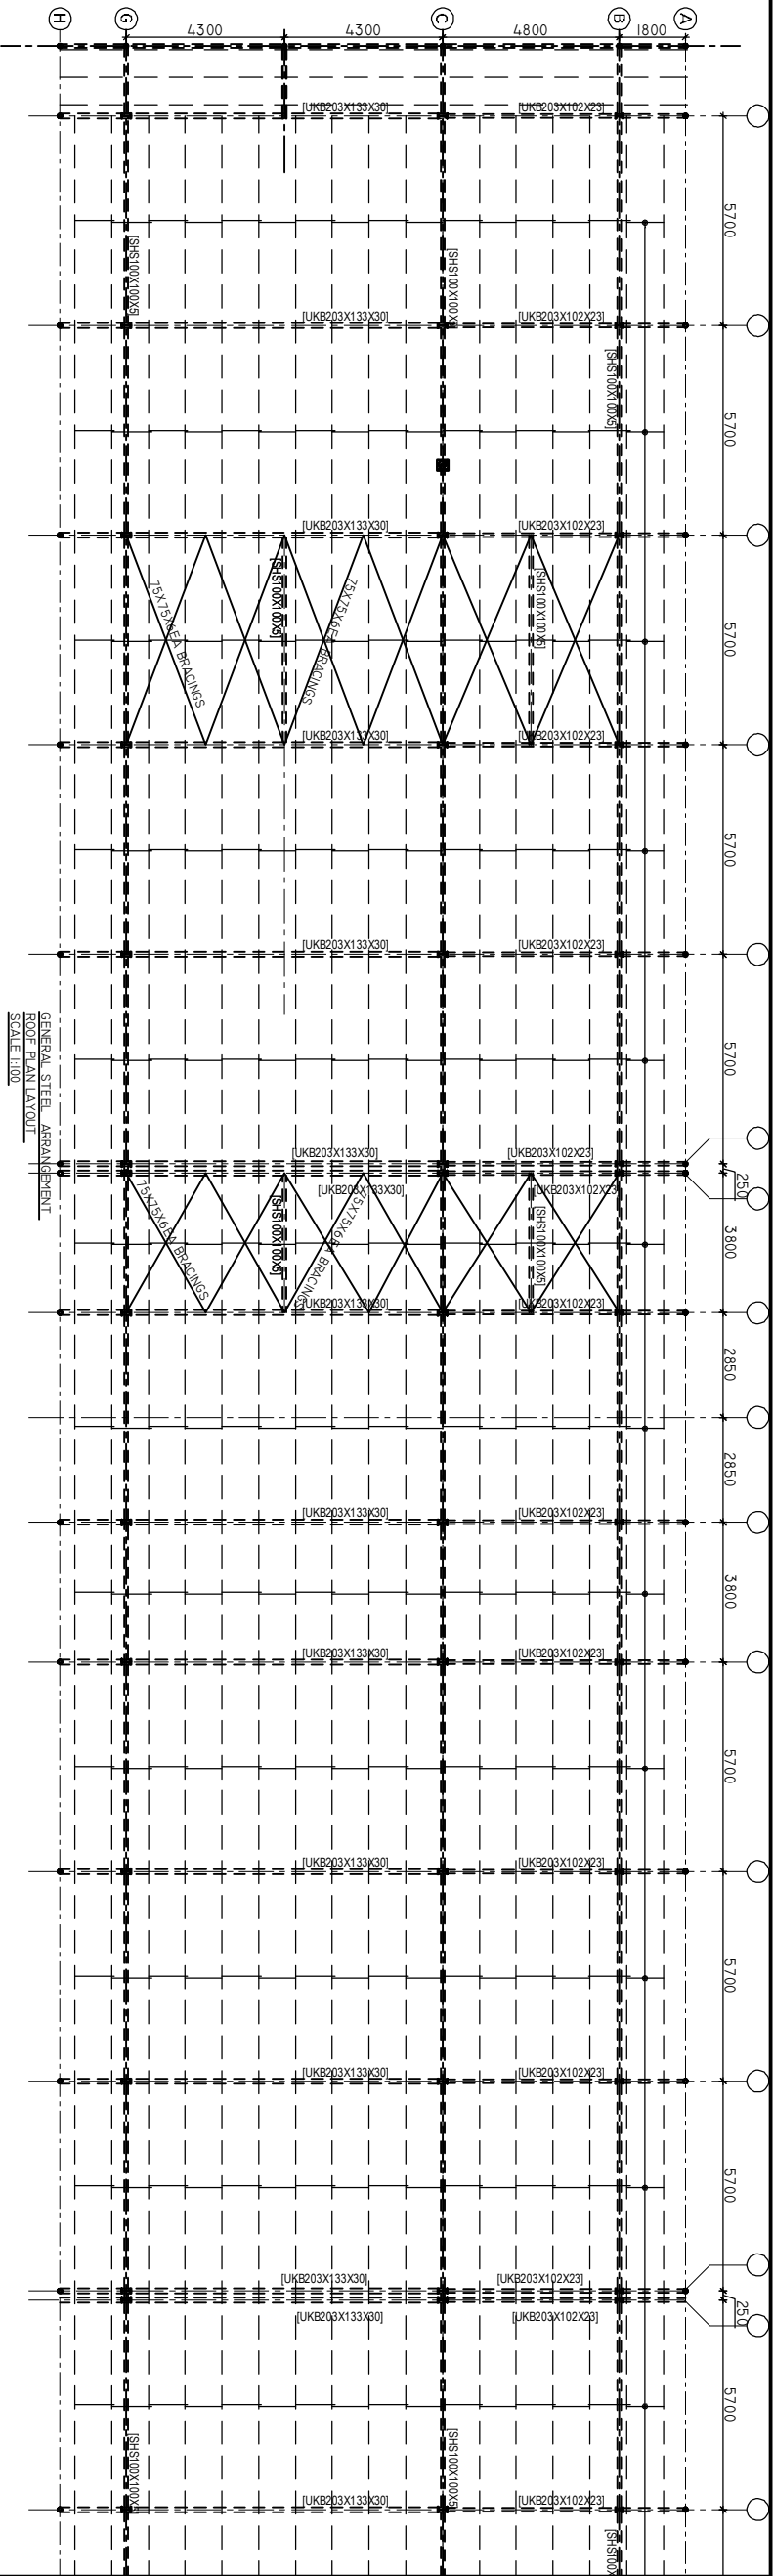 H
G
4300
4300
C
4800
B
1800
A
[UKB203X133X30]
[UKB203X102X23]
5700
[SHS100X100X5]
[SHS100X100X5]
[UKB203X133X30]
[UKB203X102X23]
[SHS100X100X5]
5700
[UKB203X133X30]
[UKB203X102X23]
75X75X6EA BRACINGS
[SHS100X100X5]
75X75X6EA BRACINGS
[SHS100X100X5]
5700
[UKB203X133X30]
[UKB203X102X23]
5700
[UKB203X133X30]
[UKB203X102X23]
5700
GENERAL STEEL ARRANGEMENT
ROOF PLAN LAYOUT
SCALE 1:100
[UKB203X133X30]
[UKB203X102X23]
250
[UKB203X133X30]
[UKB203X102X23]
75X75X6EA BRACINGS
[SHS100X100X5]
75X75X6EA BRACINGS
[SHS100X100X5]
3800
[UKB203X133X30]
[UKB203X102X23]
2850
2850
[UKB203X133X30]
[UKB203X102X23]
3800
[UKB203X133X30]
[UKB203X102X23]
5700
[UKB203X133X30]
[UKB203X102X23]
5700
[UKB203X133X30]
[UKB203X102X23]
5700
[UKB203X133X30]
[UKB203X102X23]
250
[UKB203X133X30]
[UKB203X102X23]
5700
[SHS100X100X5]
[SHS100X100X5]
[UKB203X133X30]
[UKB203X102X23]
[SHS100X